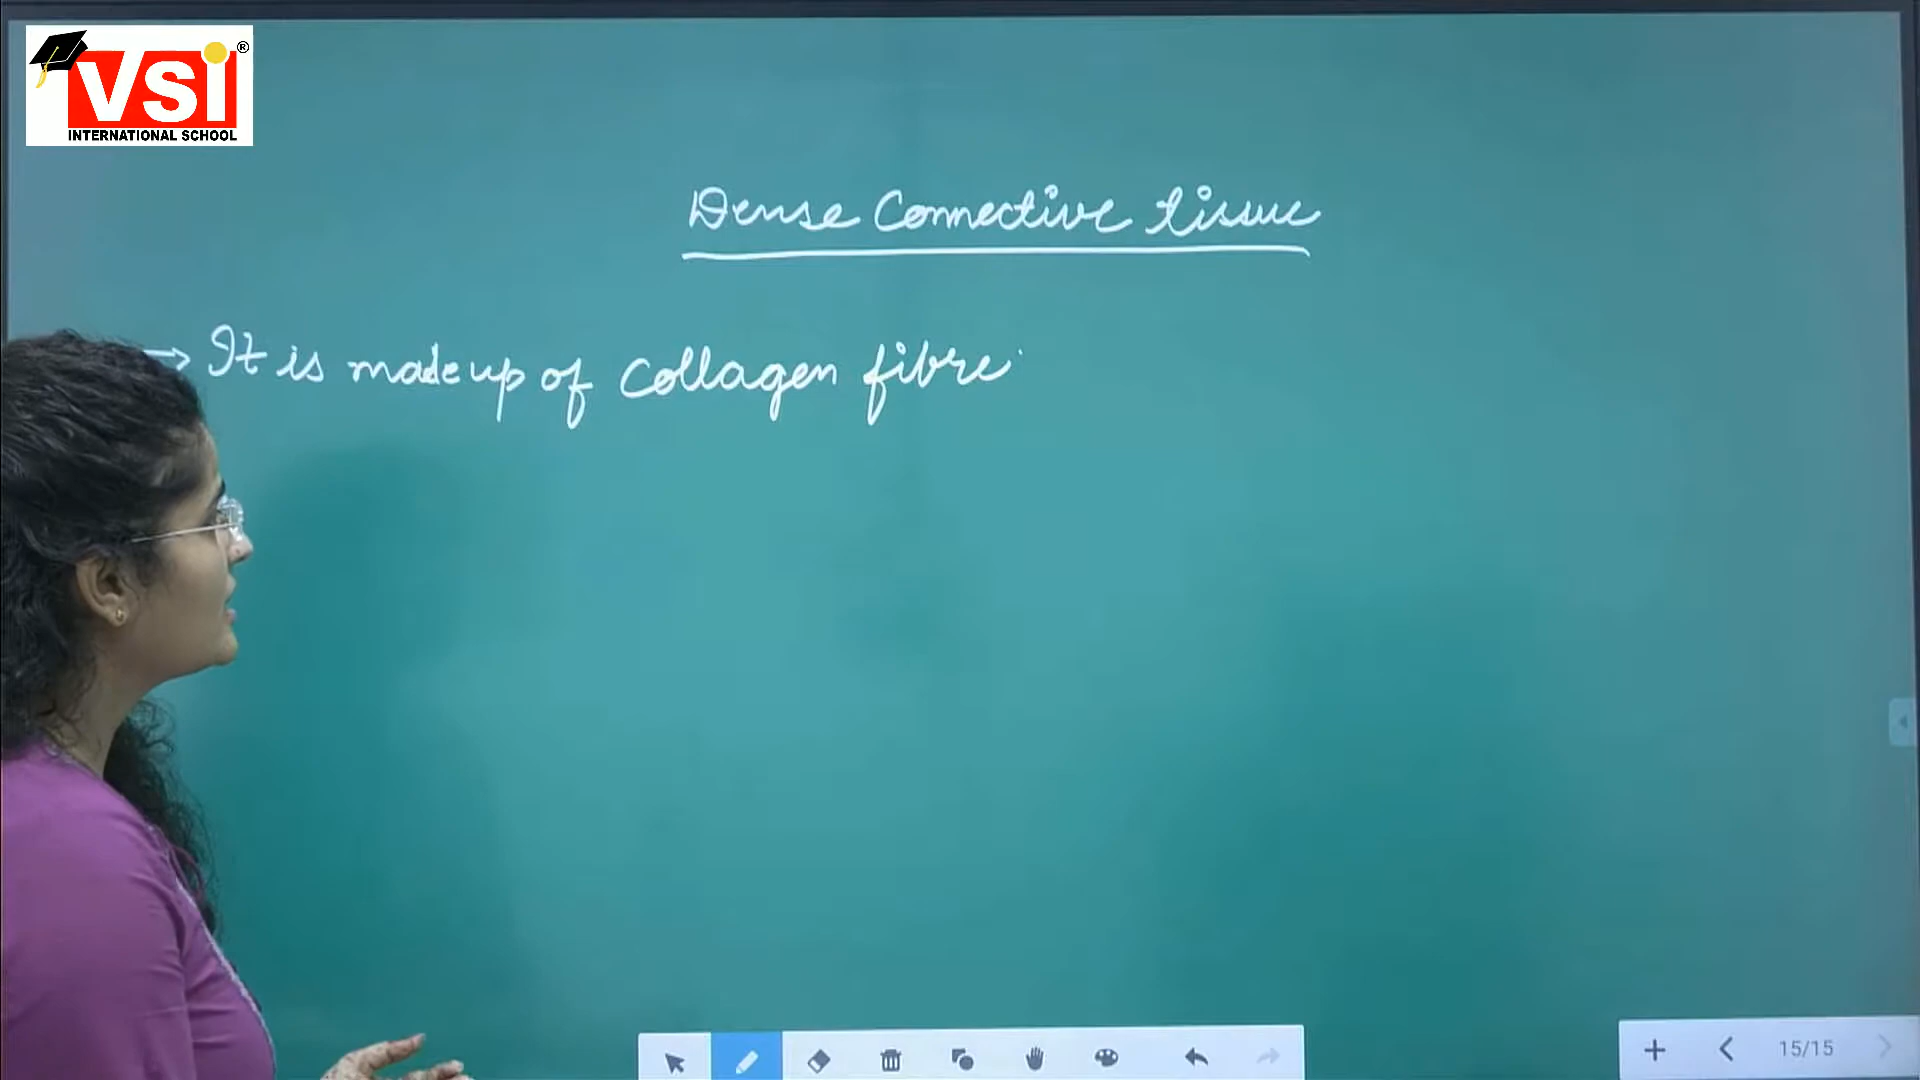 VSI ®
INTERNATIONAL SCHOOL
Dense Connective tissue
→ It is made up of Collagen fibre
15/15